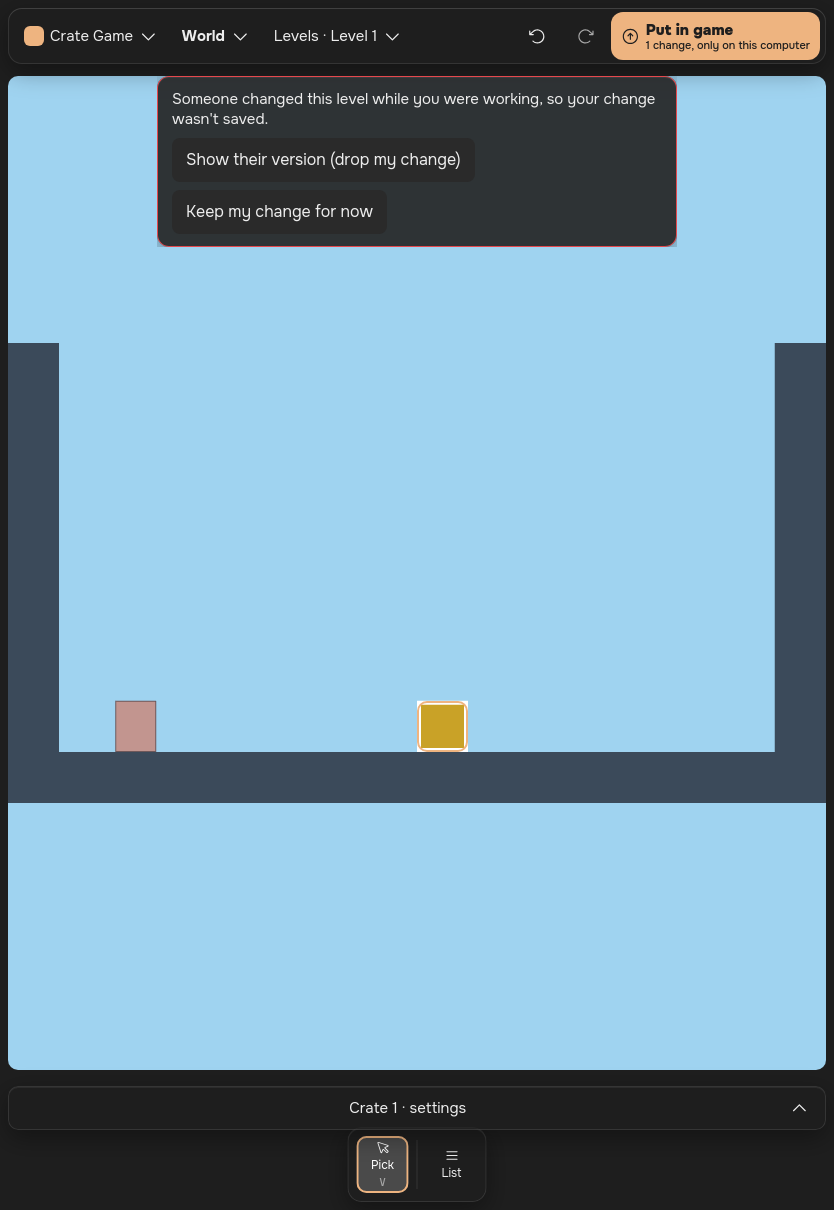 Crate Game
World
Levels · Level 1
Put in game
1 change, only on this computer
Someone changed this level while you were working, so your change
wasn't saved.
Show their version (drop my change)
Keep my change for now
Crate 1 · settings
Pick
V
List